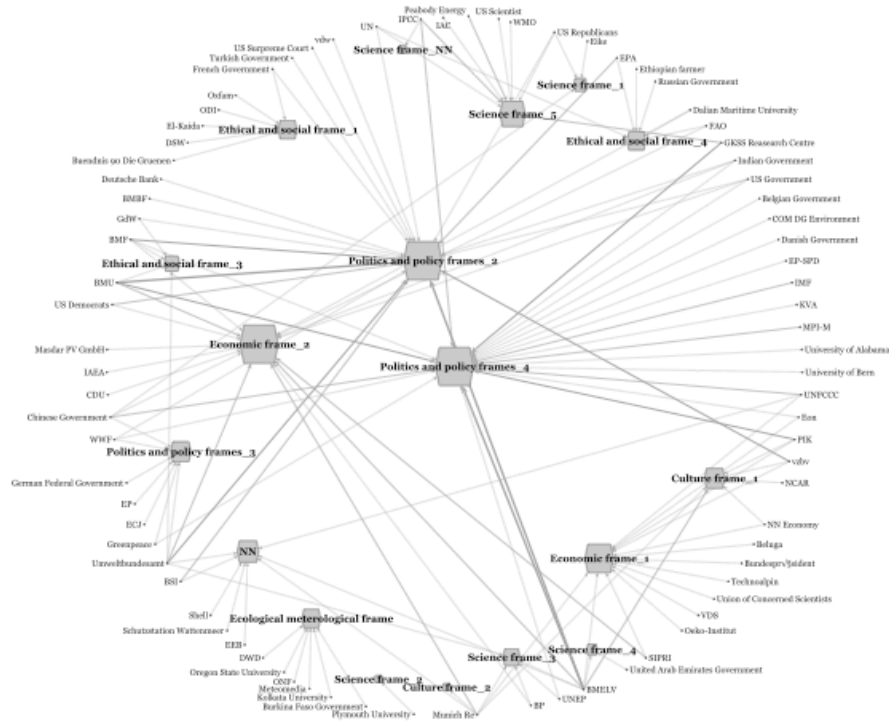 Peabody Energy
US Scientist
IPCC
IAE
WMO
UN
US Republicans
vdw
Eike
US Surpreme Court
Science frame_NN
Turkish Government
EPA
French Government
Ethiopian farmer
Science frame_1
Russian Government
Oxfam
ODI
Dalian Maritime University
Science frame_5
El-Kaida
Ethical and social frame_1
FAO
DSW
Ethical and social frame_4
GKSS Reasearch Centre
Buendnis 90 Die Gruenen
Indian Government
Deutsche Bank
US Government
BMBF
Belgian Government
GdW
COM DG Environment
BMF
Danish Government
Ethical and social frame_3
Politics and policy frames_2
EP-SPD
BMU
IMF
US Democrats
KVA
MPI-M
Economic frame_2
Masdar PV GmbH
University of Alabama
Politics and policy frames_4
IAEA
University of Bern
CDU
UNFCCC
Chinese Government
Eon
WWF
PIK
Politics and policy frames_3
vzbv
Culture frame_1
German Federal Government
NCAR
EP
ECJ
NN Economy
Greenpeace
Beluga
NN
Economic frame_1
Umweltbundesamt
BSI
Technoalpin
Union of Concerned Scientists
Shell
VDS
Ecological meterological frame
Schutzstation Wattenmeer
Oeko-Institut
EEB
Science frame_4
DWD
Science frame_3
SIPRI
Oregon State University
United Arab Emirates Government
ONF
Science frame_2
Meteomedia
Culture frame_2
BMELV
Kolkata University
UNEP
Burkina Faso Government
BP
Plymouth University
Munich Re